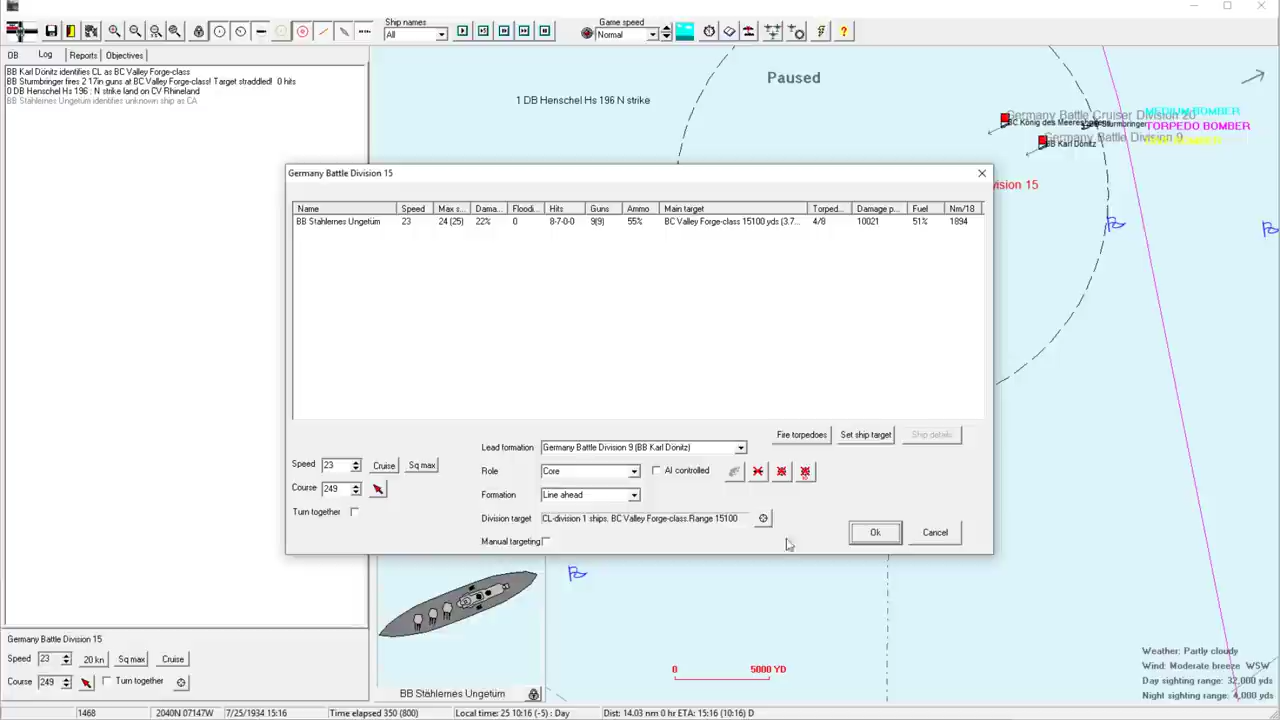 Ship names
All
Game speed
Normal
OB
Log
Reports
Objectives
BB Karl Dönitz identifies CL as BC Valley Forge-class
BB Sturmbringer fires 2 17in guns at BC Valley Forge-class! Target straddled!  0 hits
0 DB Henschel Hs 196 : N strike land on CV Rhineland
BB Stählernes Ungetüm identifies unknown ship as CA
Paused
1 DB Henschel Hs 196 N strike
Germany Battle Cruiser Division 20
BC König des Meeres
Sturmbringer
Germany Battle Division 9
BB Karl Dönitz
MEDIUM BOMBER
TORPEDO BOMBER
ision 15
Germany Battle Division 15
Name Speed Max s... Dama... Floodi... Hits Guns Ammo Main target Torped... Damage p... Fuel Nm/18
BB Stählernes Ungetüm 23 24 (25) 22% 0 8-7-0-0 9(9) 55% BC Valley Forge-class 15100 yds (3.7... 4/8 10021 51% 1894
Fire torpedoes
Set ship target
Ship details
Lead formation
Germany Battle Division 9 (BB Karl Dönitz)
Speed 23 Cruise Sq max
Role Core AI controlled
Course 249
Formation Line ahead
Turn together
Division target CL-division 1 ships. BC Valley Forge-class.Range 15100
Manual targeting
Ok
Cancel
Germany Battle Division 15
Speed 23 20 kn Sq max Cruise
Course 249 Turn together
BB Stählernes Ungetüm
0 5000 YD
Weather: Partly cloudy
Wind: Moderate breeze WSW
Day sighting range: 32,000 yds
Night sighting range: 4,000 yds
1468
2040N 07147W
7/25/1934 15:16
Time elapsed 350 (800)
Local time: 25 10:16 (-5) : Day
Dist: 14.03 nm 0 hr ETA: 15:16 (10:16) D